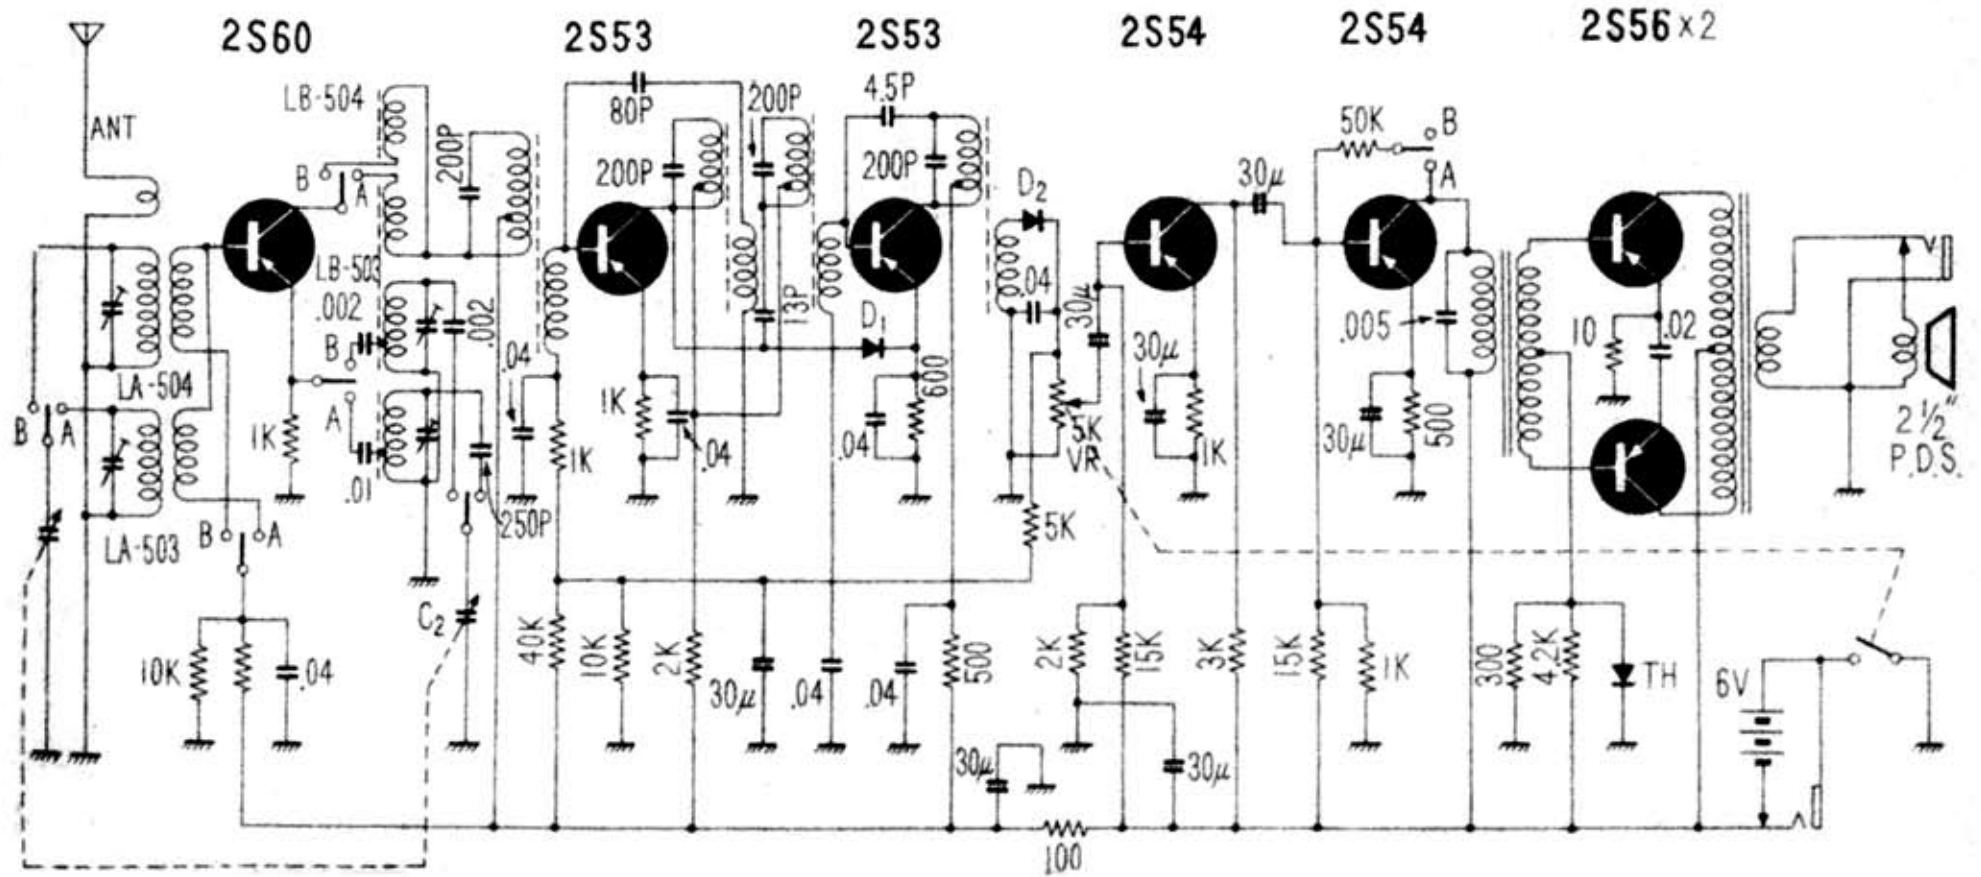 2S60
2S53
2S53
2S54
2S54
2S56×2
ANT
LB-504
B
A
200P
80P
200P
200P
4.5P
200P
D2
50K
B
A
30μ
LB-503
.002
B
A
.01
.002
.04
13P
D1
.04
30μ
.005
10
.02
LA-504
B
A
1K
1K
1K
.04
.04
600
5K
VR
30μ
1K
30μ
500
2 ½"
P.D.S.
LA-503
B
A
250P
5K
C2
10K
.04
40K
10K
2K
30μ
.04
.04
500
2K
15K
3K
15K
1K
300
4.2K
TH
6V
30μ
30μ
100